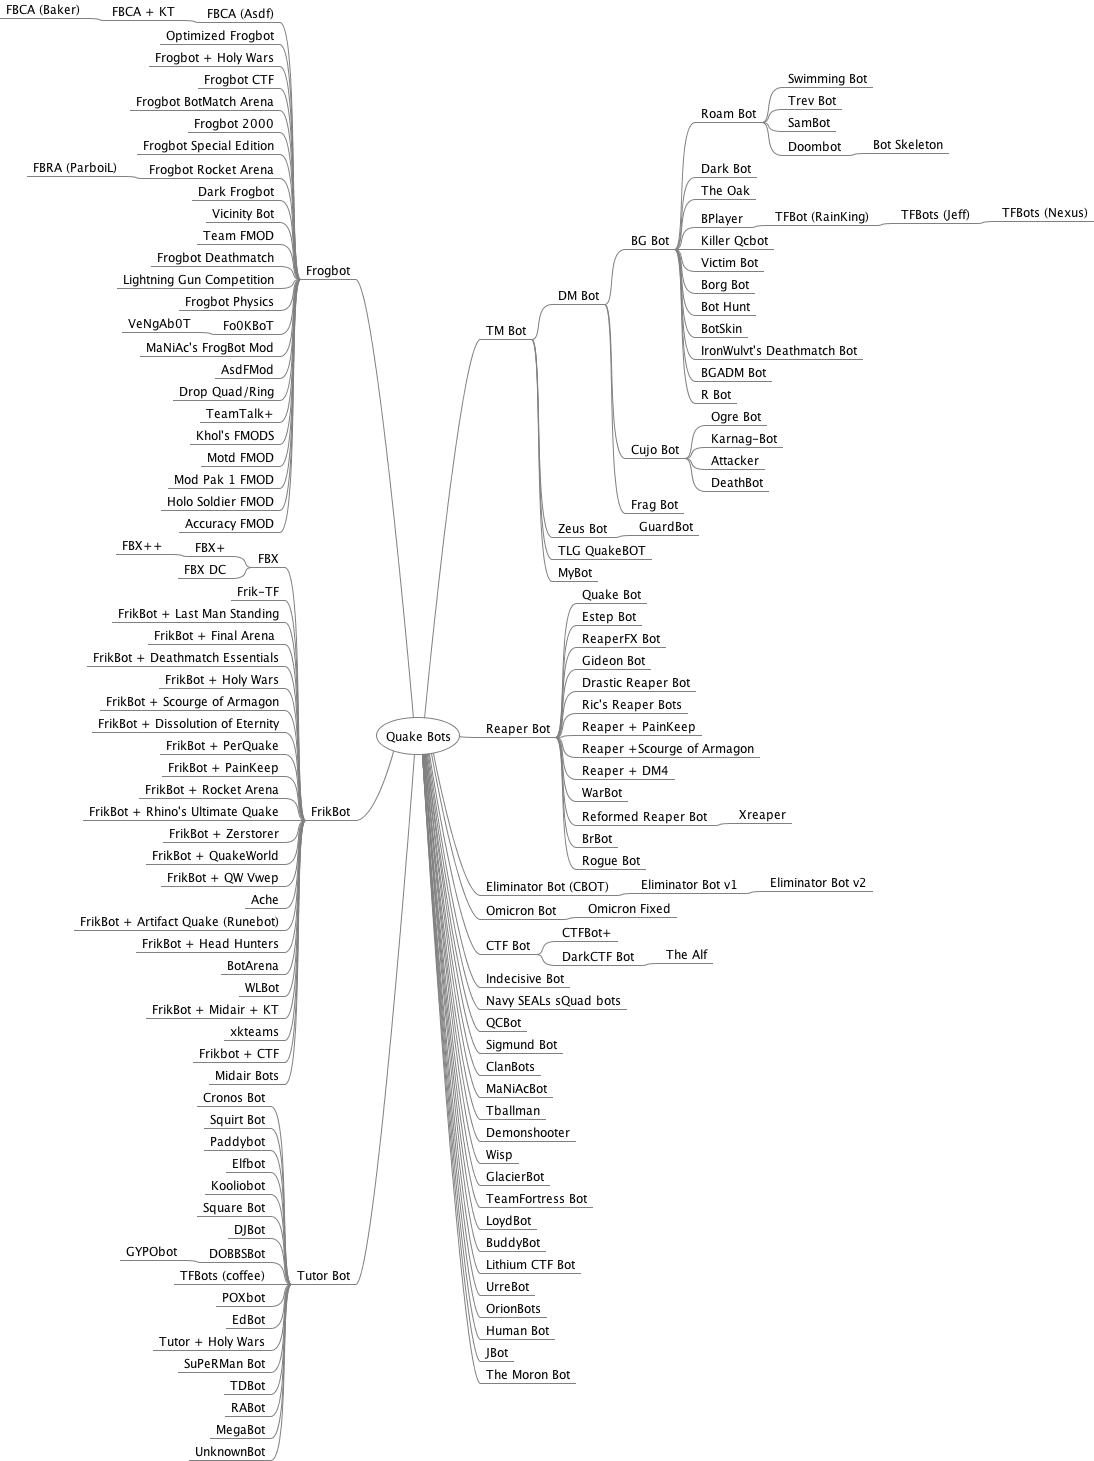 Quake Bots
Frogbot
FBCA (Asdf)
FBCA + KT
FBCA (Baker)
Optimized Frogbot
Frogbot + Holy Wars
Frogbot CTF
Frogbot BotMatch Arena
Frogbot 2000
Frogbot Special Edition
Frogbot Rocket Arena
FBRA (ParboiL)
Dark Frogbot
Vicinity Bot
Team FMOD
Frogbot Deathmatch
Lightning Gun Competition
Frogbot Physics
Fo0KBoT
VeNgAb0T
MaNiAc's FrogBot Mod
AsdFMod
Drop Quad/Ring
TeamTalk+
Khol's FMODS
Motd FMOD
Mod Pak 1 FMOD
Holo Soldier FMOD
Accuracy FMOD
FrikBot
FBX
FBX+
FBX++
FBX DC
Frik-TF
FrikBot + Last Man Standing
FrikBot + Final Arena
FrikBot + Deathmatch Essentials
FrikBot + Holy Wars
FrikBot + Scourge of Armagon
FrikBot + Dissolution of Eternity
FrikBot + PerQuake
FrikBot + PainKeep
FrikBot + Rocket Arena
FrikBot + Rhino's Ultimate Quake
FrikBot + Zerstorer
FrikBot + QuakeWorld
FrikBot + QW Vwep
Ache
FrikBot + Artifact Quake (Runebot)
FrikBot + Head Hunters
BotArena
WLBot
FrikBot + Midair + KT
xkteams
Frikbot + CTF
Midair Bots
Tutor Bot
Cronos Bot
Squirt Bot
Paddybot
Elfbot
Kooliobot
Square Bot
DJBot
DOBBSBot
GYPObot
TFBots (coffee)
POXbot
EdBot
Tutor + Holy Wars
SuPeRMan Bot
TDBot
RABot
MegaBot
UnknownBot
TM Bot
DM Bot
BG Bot
Roam Bot
Swimming Bot
Trev Bot
SamBot
Doombot
Bot Skeleton
Dark Bot
The Oak
BPlayer
TFBot (RainKing)
TFBots (Jeff)
TFBots (Nexus)
Killer Qcbot
Victim Bot
Borg Bot
Bot Hunt
BotSkin
IronWulvt's Deathmatch Bot
BGADM Bot
R Bot
Cujo Bot
Ogre Bot
Karnag-Bot
Attacker
DeathBot
Frag Bot
Zeus Bot
GuardBot
TLG QuakeBOT
MyBot
Reaper Bot
Quake Bot
Estep Bot
ReaperFX Bot
Gideon Bot
Drastic Reaper Bot
Ric's Reaper Bots
Reaper + PainKeep
Reaper +Scourge of Armagon
Reaper + DM4
WarBot
Reformed Reaper Bot
Xreaper
BrBot
Rogue Bot
Eliminator Bot (CBOT)
Eliminator Bot v1
Eliminator Bot v2
Omicron Bot
Omicron Fixed
CTF Bot
CTFBot+
DarkCTF Bot
The Alf
Indecisive Bot
Navy SEALs sQuad bots
QCBot
Sigmund Bot
ClanBots
MaNiAcBot
Tballman
Demonshooter
Wisp
GlacierBot
TeamFortress Bot
LoydBot
BuddyBot
Lithium CTF Bot
UrreBot
OrionBots
Human Bot
JBot
The Moron Bot